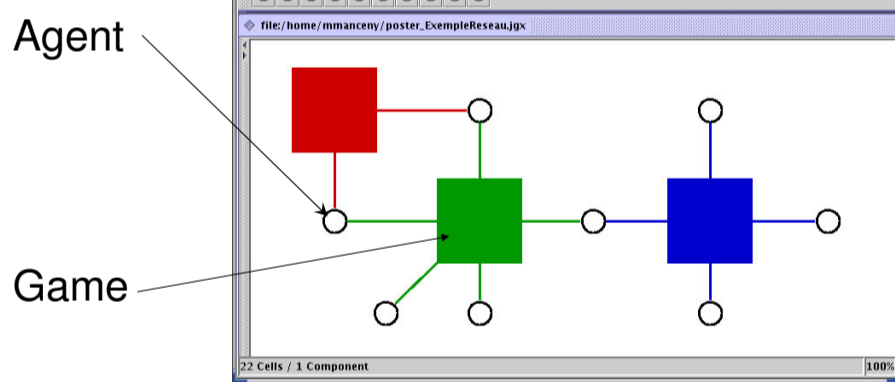 Agent
file:/home/mmanceny/poster_ExempleReseau.jgx
Game
22 Cells / 1 Component
100%